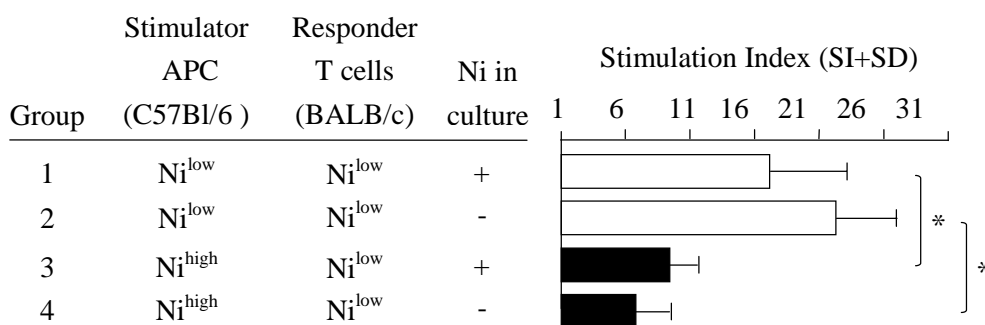 Stimulator Responder
APC T cells Ni in Stimulation Index (SI+SD)
Group (C57Bl/6 ) (BALB/c) culture 1 6 11 16 21 26 31
1 Ni^low Ni^low +
2 Ni^low Ni^low - *
3 Ni^high Ni^low + *
4 Ni^high Ni^low -